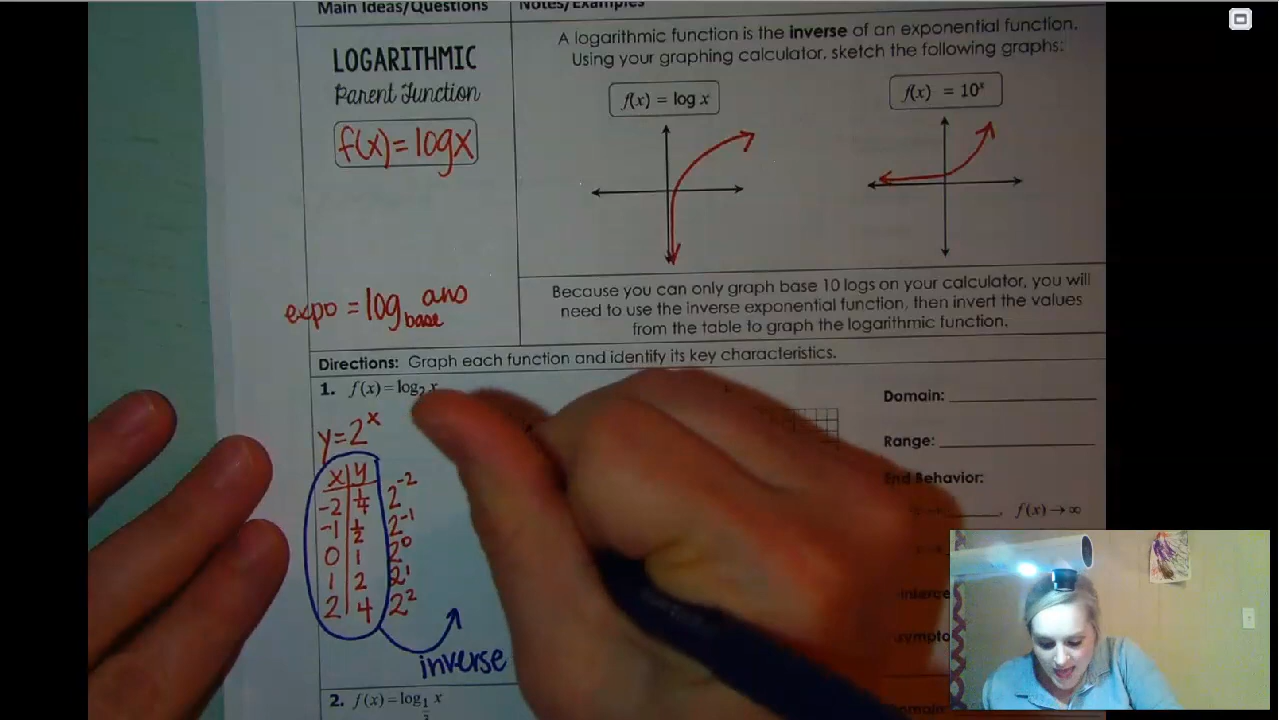 Main Ideas/Questions
Notes/Examples
LOGARITHMIC
Parent Function
f(x) = log x
A logarithmic function is the inverse of an exponential function.
Using your graphing calculator, sketch the following graphs:
f(x) = log x
f(x) = 10ˣ
expo = log base ans
Because you can only graph base 10 logs on your calculator, you will
need to use the inverse exponential function, then invert the values
from the table to graph the logarithmic function.
Directions: Graph each function and identify its key characteristics.
1. f(x) = log₂ x
y = 2ˣ
x y
-2 1/4 2⁻²
-1 1/2 2⁻¹
0 1 2⁰
1 2 2¹
2 4 2²
inverse
Domain:
Range:
End Behavior:
f(x) → ∞
2. f(x) = log